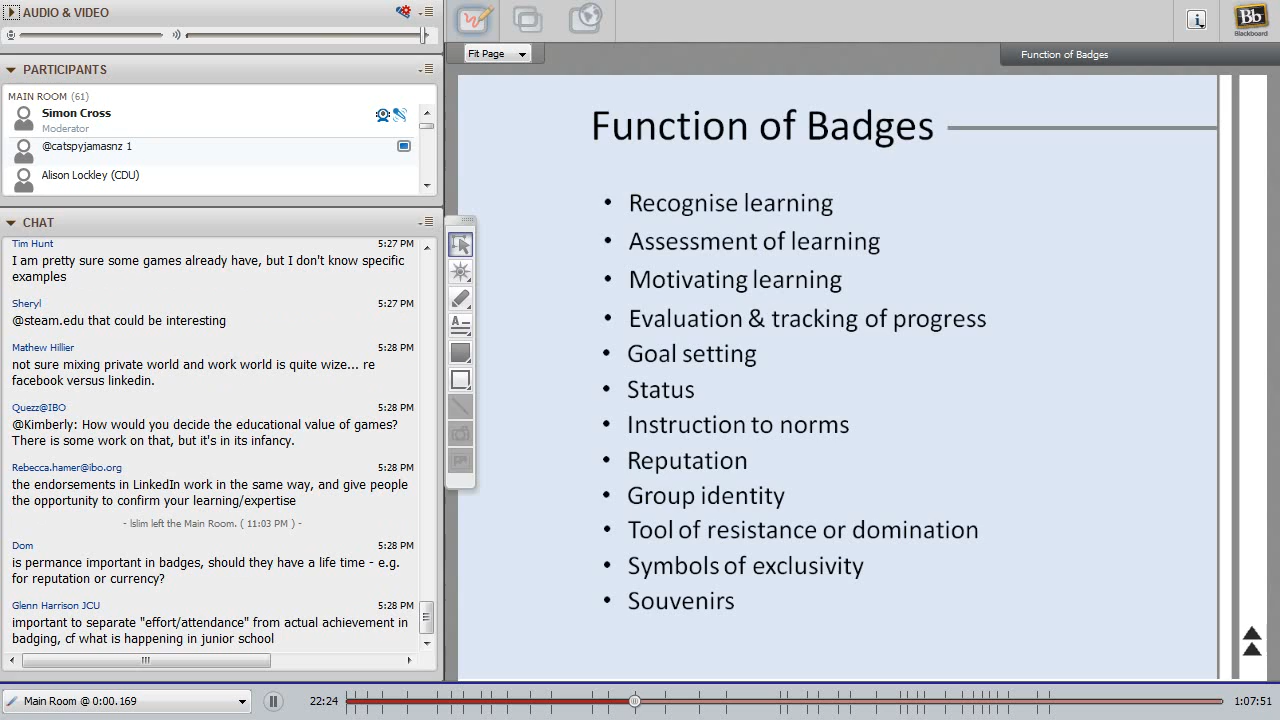 AUDIO & VIDEO
PARTICIPANTS
MAIN ROOM (61)
Simon Cross
Moderator
@catspyjamasnz 1
Alison Lockley (CDU)
CHAT
Tim Hunt 5:27 PM
I am pretty sure some games already have, but I don't know specific
examples
Sheryl 5:27 PM
@steam.edu that could be interesting
Mathew Hillier 5:28 PM
not sure mixing private world and work world is quite wize... re
facebook versus linkedin.
Quezz@IBO 5:28 PM
@Kimberly: How would you decide the educational value of games?
There is some work on that, but it's in its infancy.
Rebecca.hamer@ibo.org 5:28 PM
the endorsements in LinkedIn work in the same way, and give people
the opportunity to confirm your learning/expertise
- lslim left the Main Room. ( 11:03 PM ) -
Dom 5:28 PM
is permance important in badges, should they have a life time - e.g.
for reputation or currency?
Glenn Harrison JCU 5:28 PM
important to separate "effort/attendance" from actual achievement in
badging, cf what is happening in junior school
Main Room @ 0:00.169
22:24
1:07:51
Fit Page
Bb
Blackboard
Function of Badges
Function of Badges
• Recognise learning
• Assessment of learning
• Motivating learning
• Evaluation & tracking of progress
• Goal setting
• Status
• Instruction to norms
• Reputation
• Group identity
• Tool of resistance or domination
• Symbols of exclusivity
• Souvenirs